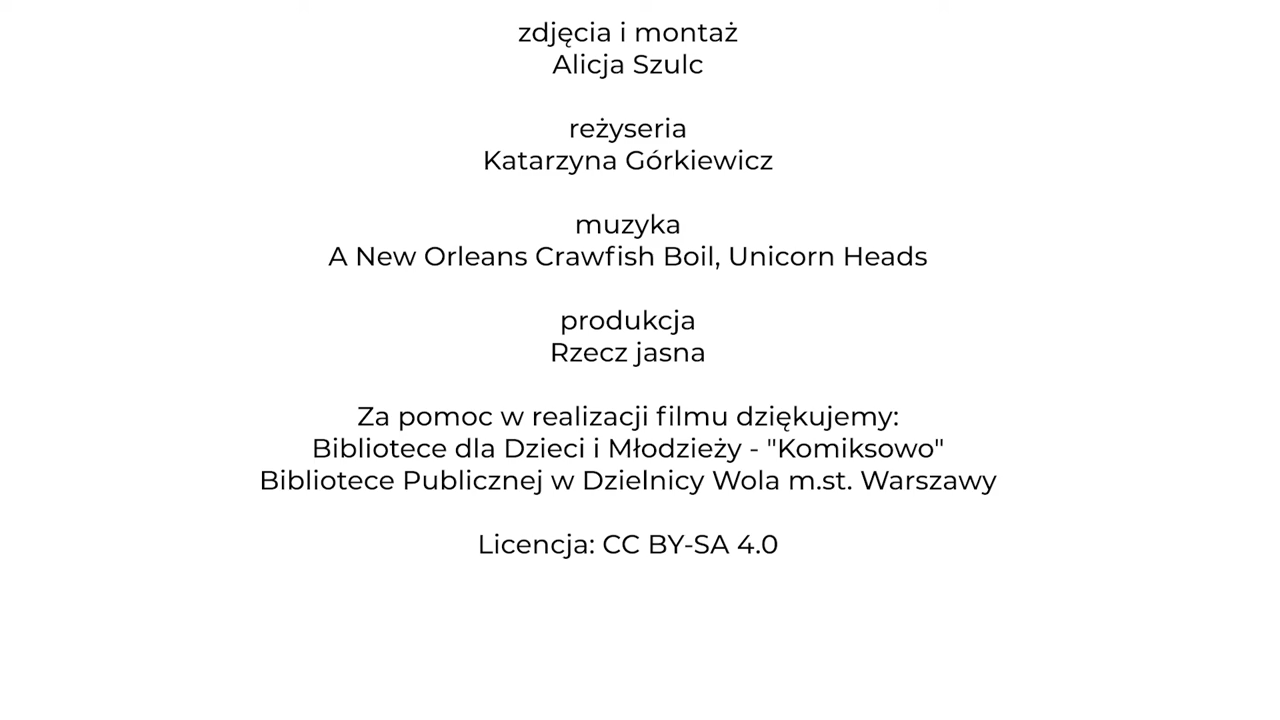 zdjęcia i montaż
Alicja Szulc
reżyseria
Katarzyna Górkiewicz
muzyka
A New Orleans Crawfish Boil, Unicorn Heads
produkcja
Rzecz jasna
Za pomoc w realizacji filmu dziękujemy:
Bibliotece dla Dzieci i Młodzieży - "Komiksowo"
Bibliotece Publicznej w Dzielnicy Wola m.st. Warszawy
Licencja: CC BY-SA 4.0